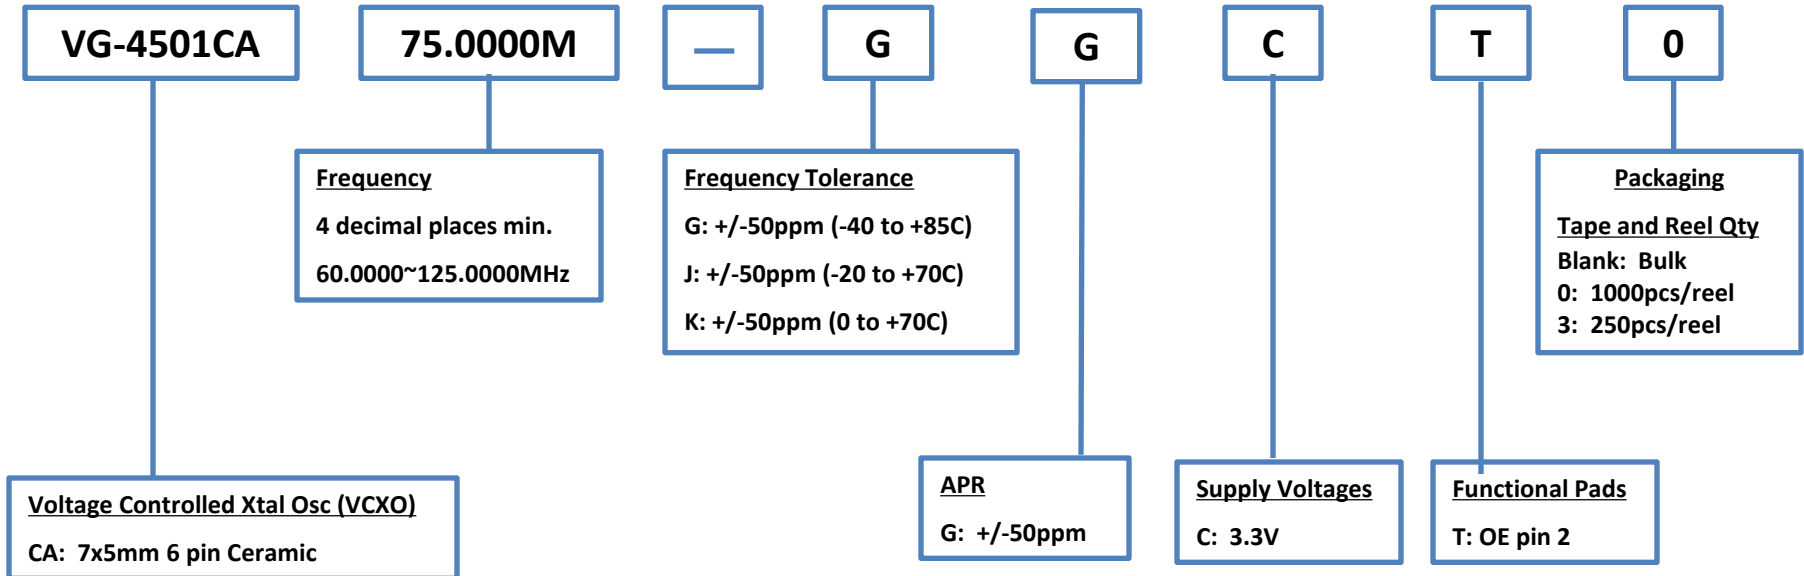 VG-4501CA 75.0000M — G G C T 0
Frequency
4 decimal places min.
60.0000~125.0000MHz
Frequency Tolerance
G: +/-50ppm (-40 to +85C)
J: +/-50ppm (-20 to +70C)
K: +/-50ppm (0 to +70C)
Packaging
Tape and Reel Qty
Blank: Bulk
0: 1000pcs/reel
3: 250pcs/reel
Voltage Controlled Xtal Osc (VCXO)
CA: 7x5mm 6 pin Ceramic
APR
G: +/-50ppm
Supply Voltages
C: 3.3V
Functional Pads
T: OE pin 2